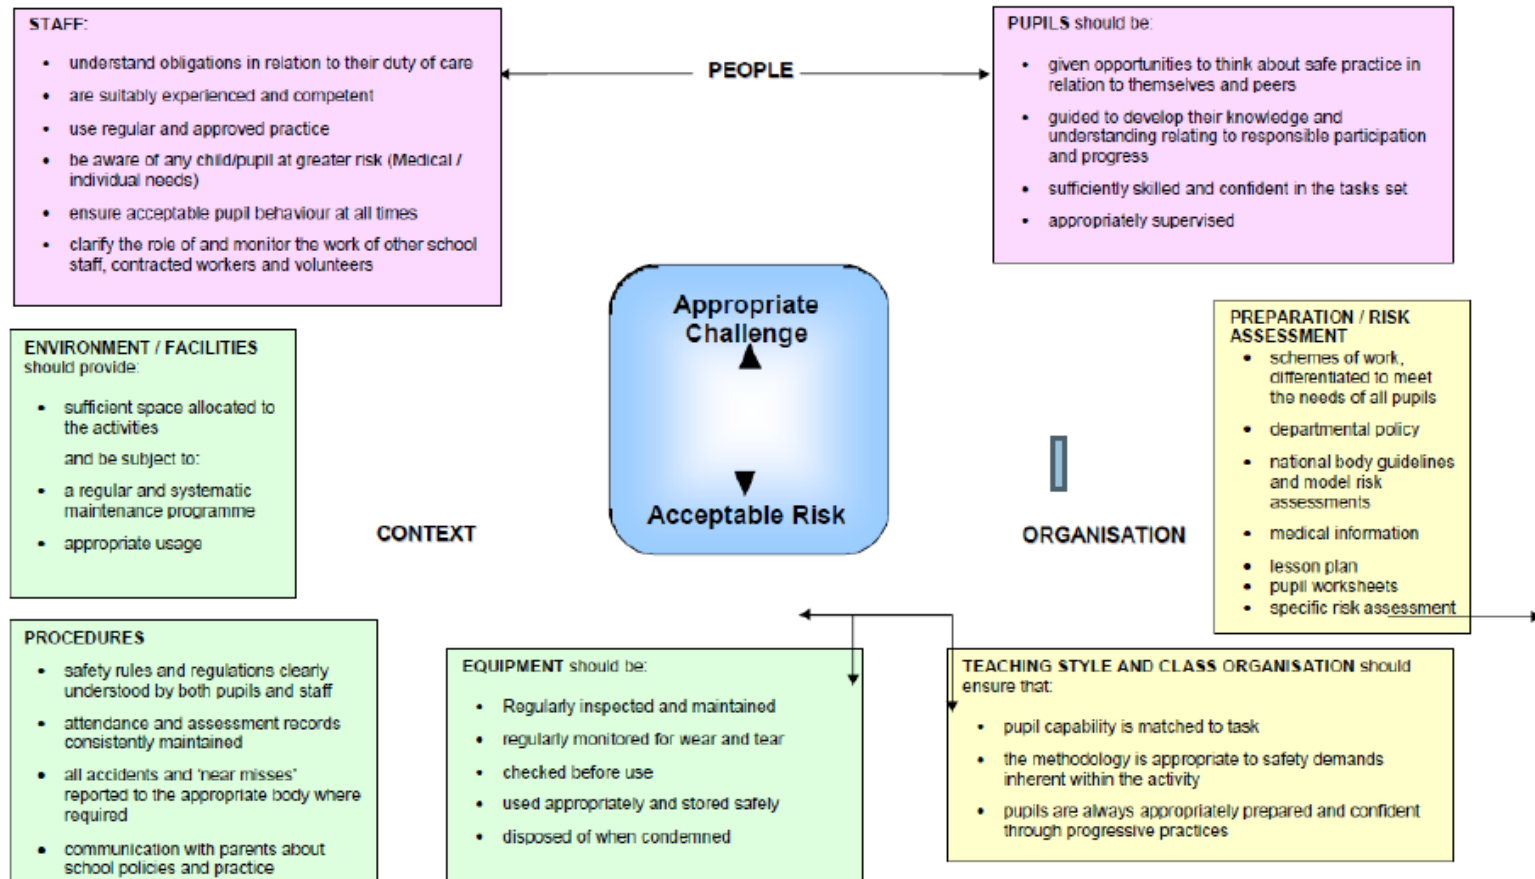 STAFF:
• understand obligations in relation to their duty of care
• are suitably experienced and competent
• use regular and approved practice
• be aware of any child/pupil at greater risk (Medical /
individual needs)
• ensure acceptable pupil behaviour at all times
• clarify the role of and monitor the work of other school
staff, contracted workers and volunteers
PEOPLE
PUPILS should be:
• given opportunities to think about safe practice in
relation to themselves and peers
• guided to develop their knowledge and
understanding relating to responsible participation
and progress
• sufficiently skilled and confident in the tasks set
• appropriately supervised
Appropriate
Challenge
Acceptable Risk
ENVIRONMENT / FACILITIES
should provide:
• sufficient space allocated to
the activities
and be subject to:
• a regular and systematic
maintenance programme
• appropriate usage
CONTEXT
ORGANISATION
PREPARATION / RISK
ASSESSMENT
• schemes of work,
differentiated to meet
the needs of all pupils
• departmental policy
• national body guidelines
and model risk
assessments
• medical information
• lesson plan
• pupil worksheets
• specific risk assessment
PROCEDURES
• safety rules and regulations clearly
understood by both pupils and staff
• attendance and assessment records
consistently maintained
• all accidents and 'near misses'
reported to the appropriate body where
required
• communication with parents about
school policies and practice
EQUIPMENT should be:
• Regularly inspected and maintained
• regularly monitored for wear and tear
• checked before use
• used appropriately and stored safely
• disposed of when condemned
TEACHING STYLE AND CLASS ORGANISATION should
ensure that:
• pupil capability is matched to task
• the methodology is appropriate to safety demands
inherent within the activity
• pupils are always appropriately prepared and confident
through progressive practices